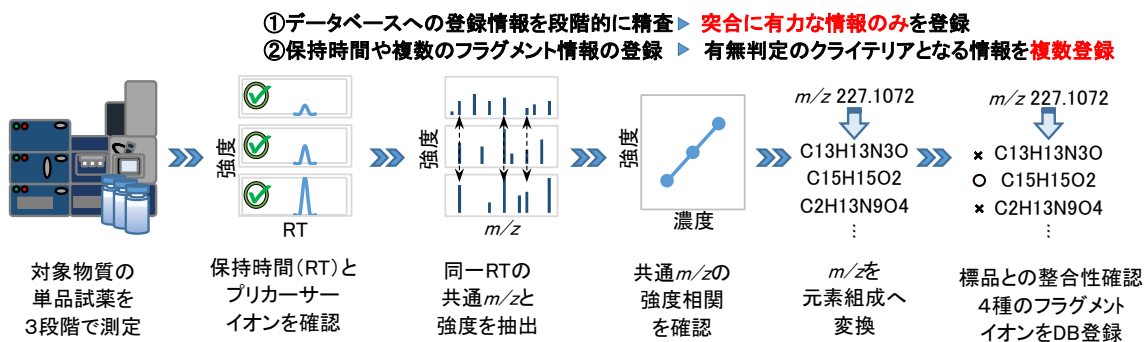 ①データベースへの登録情報を段階的に精査▶ 突合に有力な情報のみを登録
②保持時間や複数のフラグメント情報の登録 ▶ 有無判定のクライテリアとなる情報を複数登録
強度
RT
強度
m/z
強度
濃度
m/z 227.1072
C13H13N3O
C15H15O2
C2H13N9O4
⋮
m/z 227.1072
× C13H13N3O
○ C15H15O2
× C2H13N9O4
⋮
対象物質の
単品試薬を
3段階で測定
保持時間(RT)と
プリカーサー
イオンを確認
同一RTの
共通m/zと
強度を抽出
共通m/zの
強度相関
を確認
m/zを
元素組成へ
変換
標品との整合性確認
4種のフラグメント
イオンをDB登録